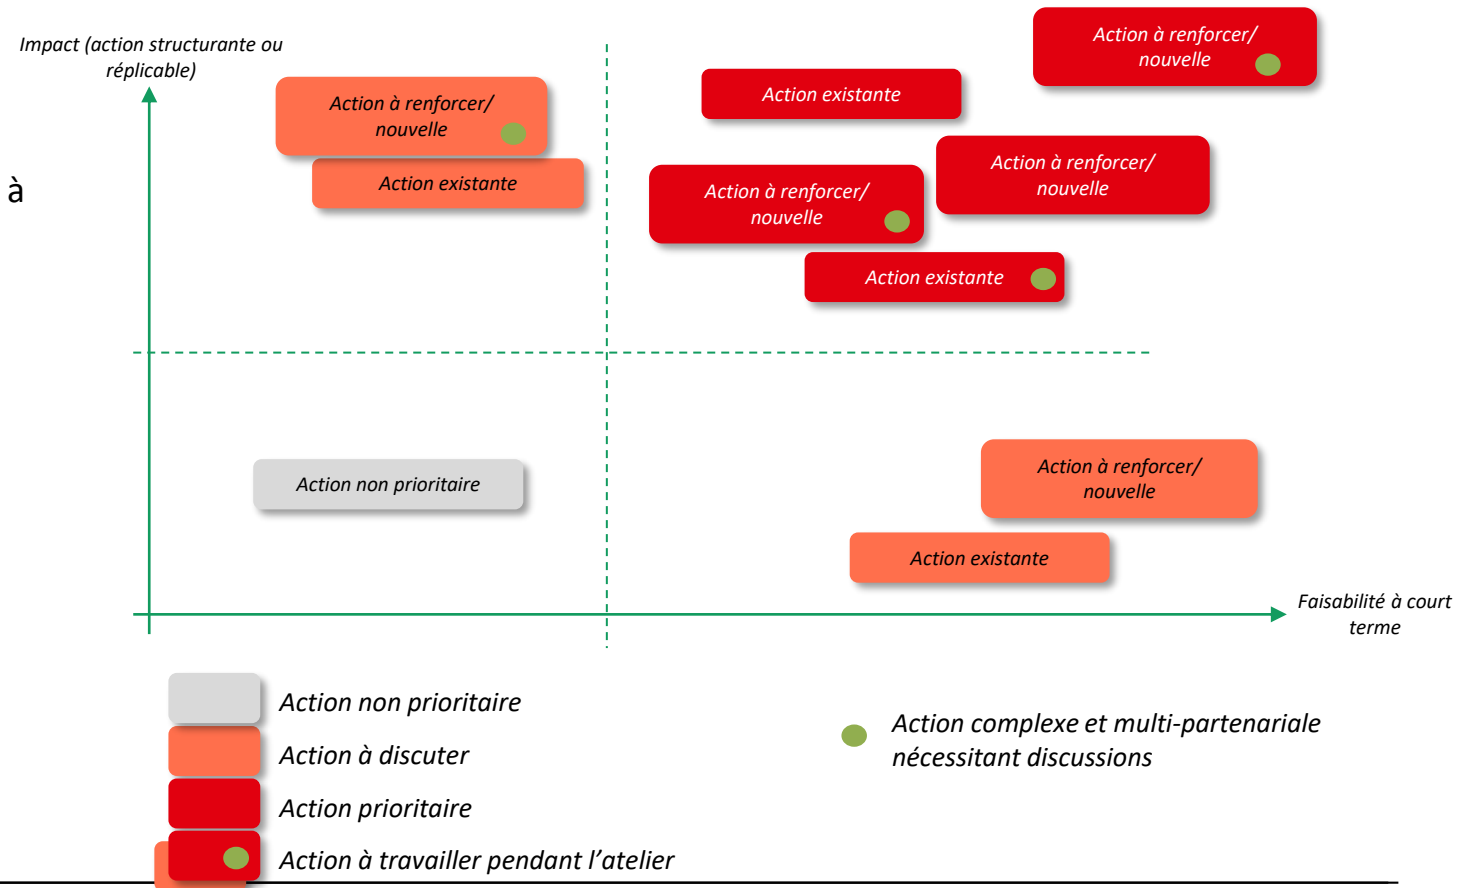 Impact (action structurante ou
réplicable)
à
Action à renforcer/
nouvelle
Action existante
Action existante
Action à renforcer/
nouvelle
Action à renforcer/
nouvelle
Action à renforcer/
nouvelle
Action existante
Action non prioritaire
Action à renforcer/
nouvelle
Action existante
Faisabilité à court
terme
Action non prioritaire
Action à discuter
Action prioritaire
Action à travailler pendant l’atelier
Action complexe et multi-partenariale
nécessitant discussions